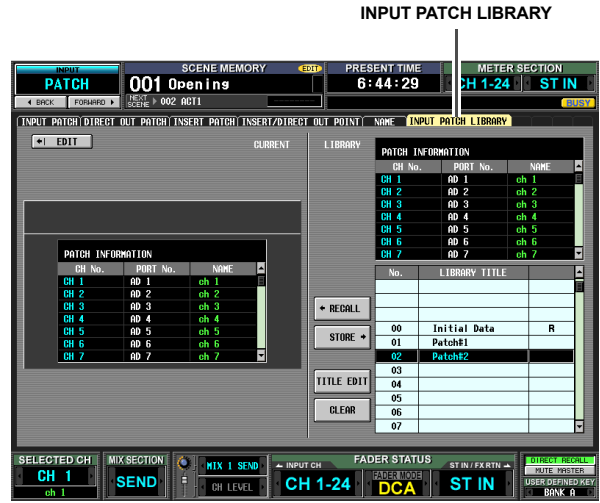 INPUT PATCH LIBRARY
INPUT SCENE MEMORY EDIT PRESENT TIME METER SECTION
PATCH 001 Opening 6:44:29 CH 1-24 ST IN
BACK FORWARD NEXT SCENE 002 ACT1 BUSY
INPUT PATCH DIRECT OUT PATCH INSERT PATCH INSERT/DIRECT OUT POINT NAME INPUT PATCH LIBRARY
EDIT CURRENT LIBRARY
PATCH INFORMATION
CH No. PORT No. NAME
CH 1 AD 1 ch 1
CH 2 AD 2 ch 2
CH 3 AD 3 ch 3
CH 4 AD 4 ch 4
CH 5 AD 5 ch 5
CH 6 AD 6 ch 6
CH 7 AD 7 ch 7
PATCH INFORMATION
CH No. PORT No. NAME
CH 1 AD 1 ch 1
CH 2 AD 2 ch 2
CH 3 AD 3 ch 3
CH 4 AD 4 ch 4
CH 5 AD 5 ch 5
CH 6 AD 6 ch 6
CH 7 AD 7 ch 7
RECALL
STORE
TITLE EDIT
CLEAR
No. LIBRARY TITLE
00 Initial Data R
01 Patch#1
02 Patch#2
03
04
05
06
07
SELECTED CH MIX SECTION MIX 1 SEND INPUT CH FADER STATUS ST IN / FX RTN DIRECT RECALL
MUTE MASTER
CH 1 SEND CH LEVEL CH 1-24 FADER MODE DCA ST IN USER DEFINED KEY
ch 1 BANK A